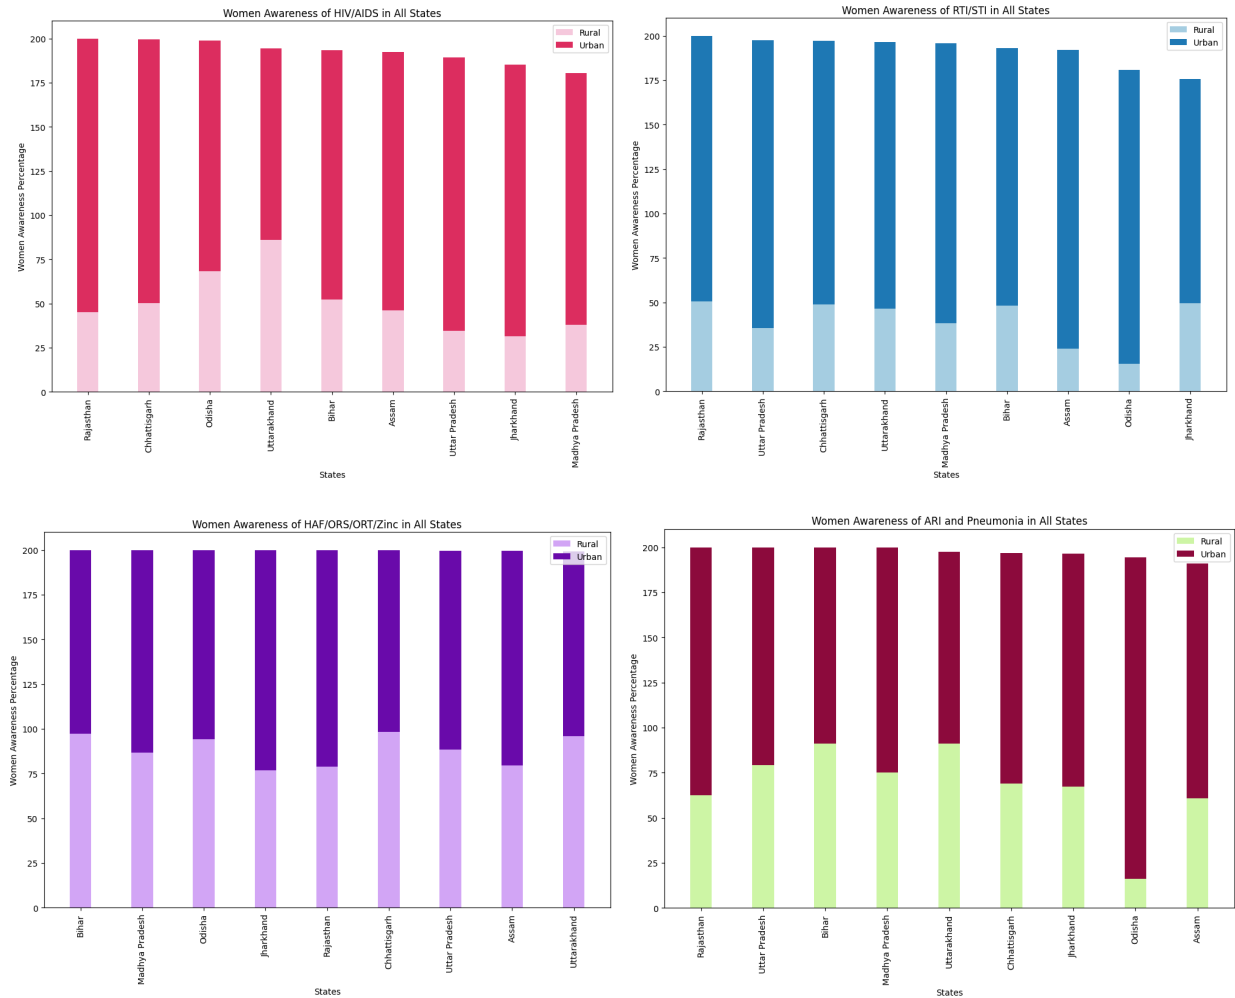 Women Awareness of HIV/AIDS in All States
Rural
Urban
Women Awareness Percentage
200
175
150
125
100
75
50
25
0
Rajasthan
Chhattisgarh
Odisha
Uttarakhand
Bihar
Assam
Uttar Pradesh
Jharkhand
Madhya Pradesh
States
Women Awareness of RTI/STI in All States
Rural
Urban
Women Awareness Percentage
200
175
150
125
100
75
50
25
0
Rajasthan
Uttar Pradesh
Chhattisgarh
Uttarakhand
Madhya Pradesh
Bihar
Assam
Odisha
Jharkhand
States
Women Awareness of HAF/ORS/ORT/Zinc in All States
Rural
Urban
Women Awareness Percentage
200
175
150
125
100
75
50
25
0
Bihar
Madhya Pradesh
Odisha
Jharkhand
Rajasthan
Chhattisgarh
Uttar Pradesh
Assam
Uttarakhand
States
Women Awareness of ARI and Pneumonia in All States
Rural
Urban
Women Awareness Percentage
200
175
150
125
100
75
50
25
0
Rajasthan
Uttar Pradesh
Bihar
Madhya Pradesh
Uttarakhand
Chhattisgarh
Jharkhand
Odisha
Assam
States